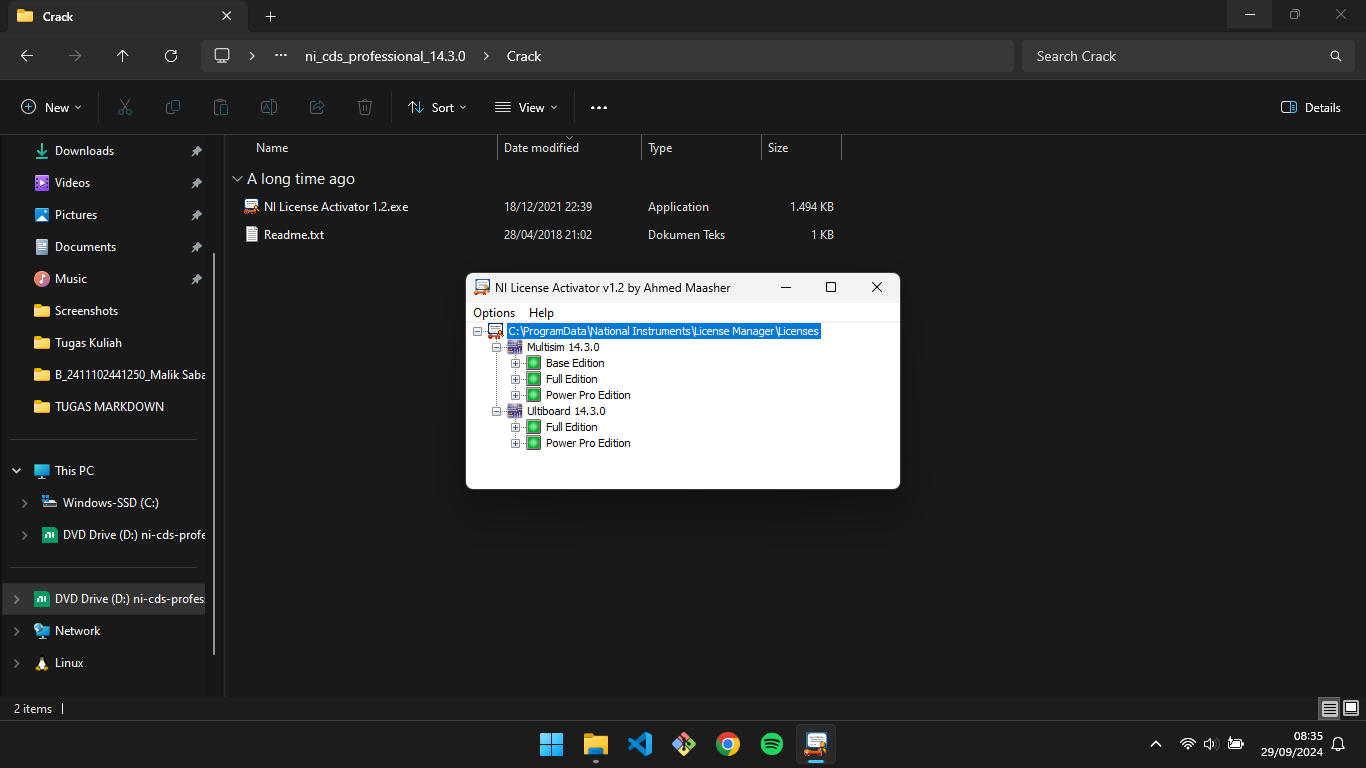 Crack
ni_cds_professional_14.3.0
Crack
Search Crack
New
Sort
View
Details
Downloads
Videos
Pictures
Documents
Music
Screenshots
Tugas Kuliah
B_2411102441250_Malik Saba
TUGAS MARKDOWN
This PC
Windows-SSD (C:)
DVD Drive (D:) ni-cds-profe
DVD Drive (D:) ni-cds-profes
Network
Linux
Name Date modified Type Size
A long time ago
NI License Activator 1.2.exe 18/12/2021 22:39 Application 1.494 KB
Readme.txt 28/04/2018 21:02 Dokumen Teks 1 KB
NI License Activator v1.2 by Ahmed Maasher
Options Help
C:\ProgramData\National Instruments\License Manager\Licenses
Multisim 14.3.0
Base Edition
Full Edition
Power Pro Edition
Ultiboard 14.3.0
Full Edition
Power Pro Edition
2 items
08:35
29/09/2024